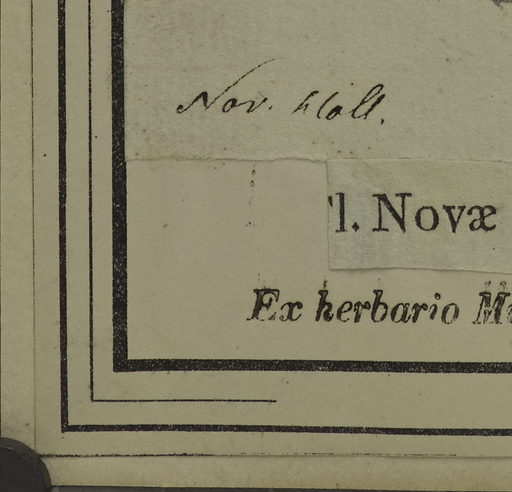 Nov. Holl.
l. Novæ
Ex herbario M